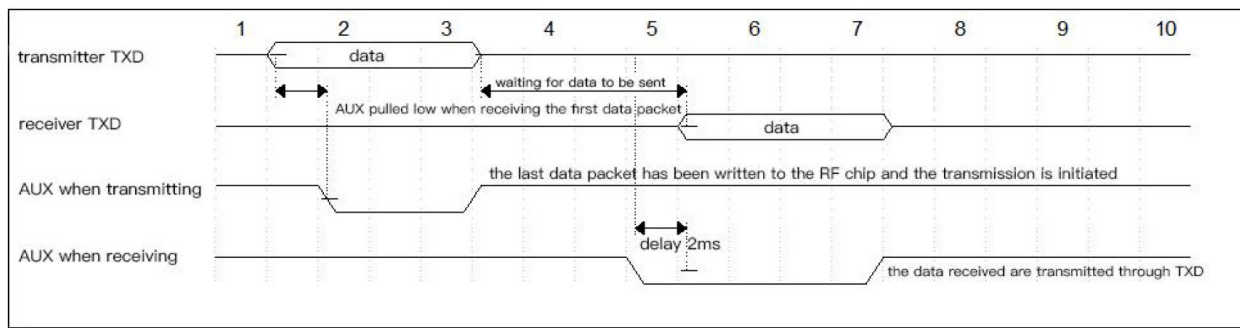 1 2 3 4 5 6 7 8 9 10
transmitter TXD
data
waiting for data to be sent
AUX pulled low when receiving the first data packet
receiver TXD
data
the last data packet has been written to the RF chip and the transmission is initiated
AUX when transmitting
delay 2ms
AUX when receiving
the data received are transmitted through TXD